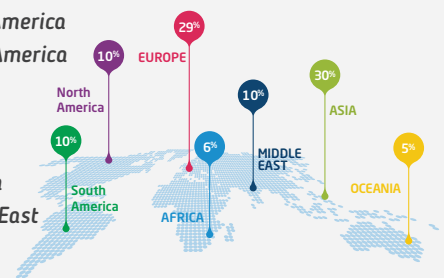 America
America
East
10%
North
America
29%
EUROPE
10%
30%
ASIA
10%
South
America
6%
AFRICA
MIDDLE
EAST
5%
OCEANIA